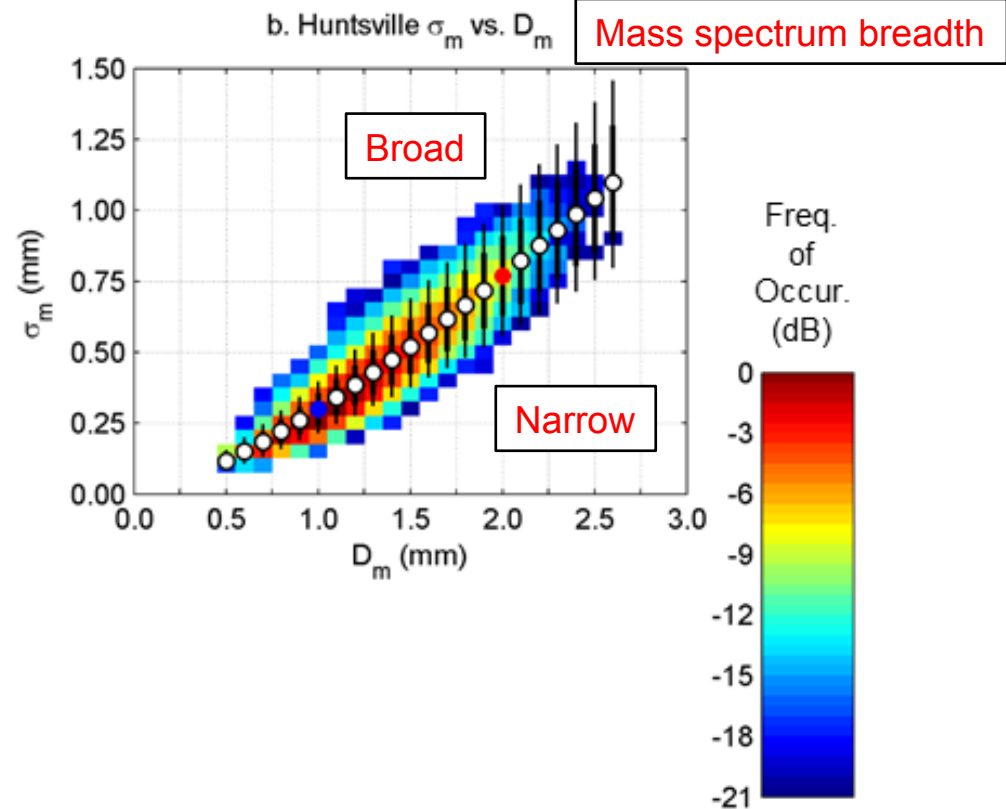 b. Huntsville σm vs. Dm
Mass spectrum breadth
1.50
1.25
1.00
0.75
0.50
0.25
0.00
σm (mm)
Broad
Narrow
0.0 0.5 1.0 1.5 2.0 2.5 3.0
Dm (mm)
Freq.
of
Occur.
(dB)
0
-3
-6
-9
-12
-15
-18
-21